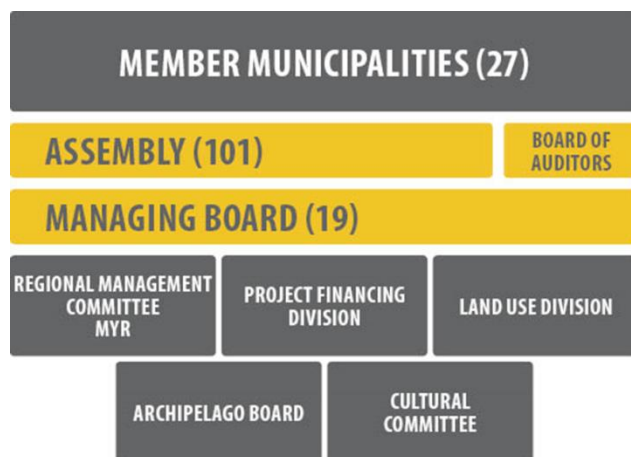 MEMBER MUNICIPALITIES (27)
ASSEMBLY (101)
BOARD OF
AUDITORS
MANAGING BOARD (19)
REGIONAL MANAGEMENT
COMMITTEE
MYR
PROJECT FINANCING
DIVISION
LAND USE DIVISION
ARCHIPELAGO BOARD
CULTURAL
COMMITTEE